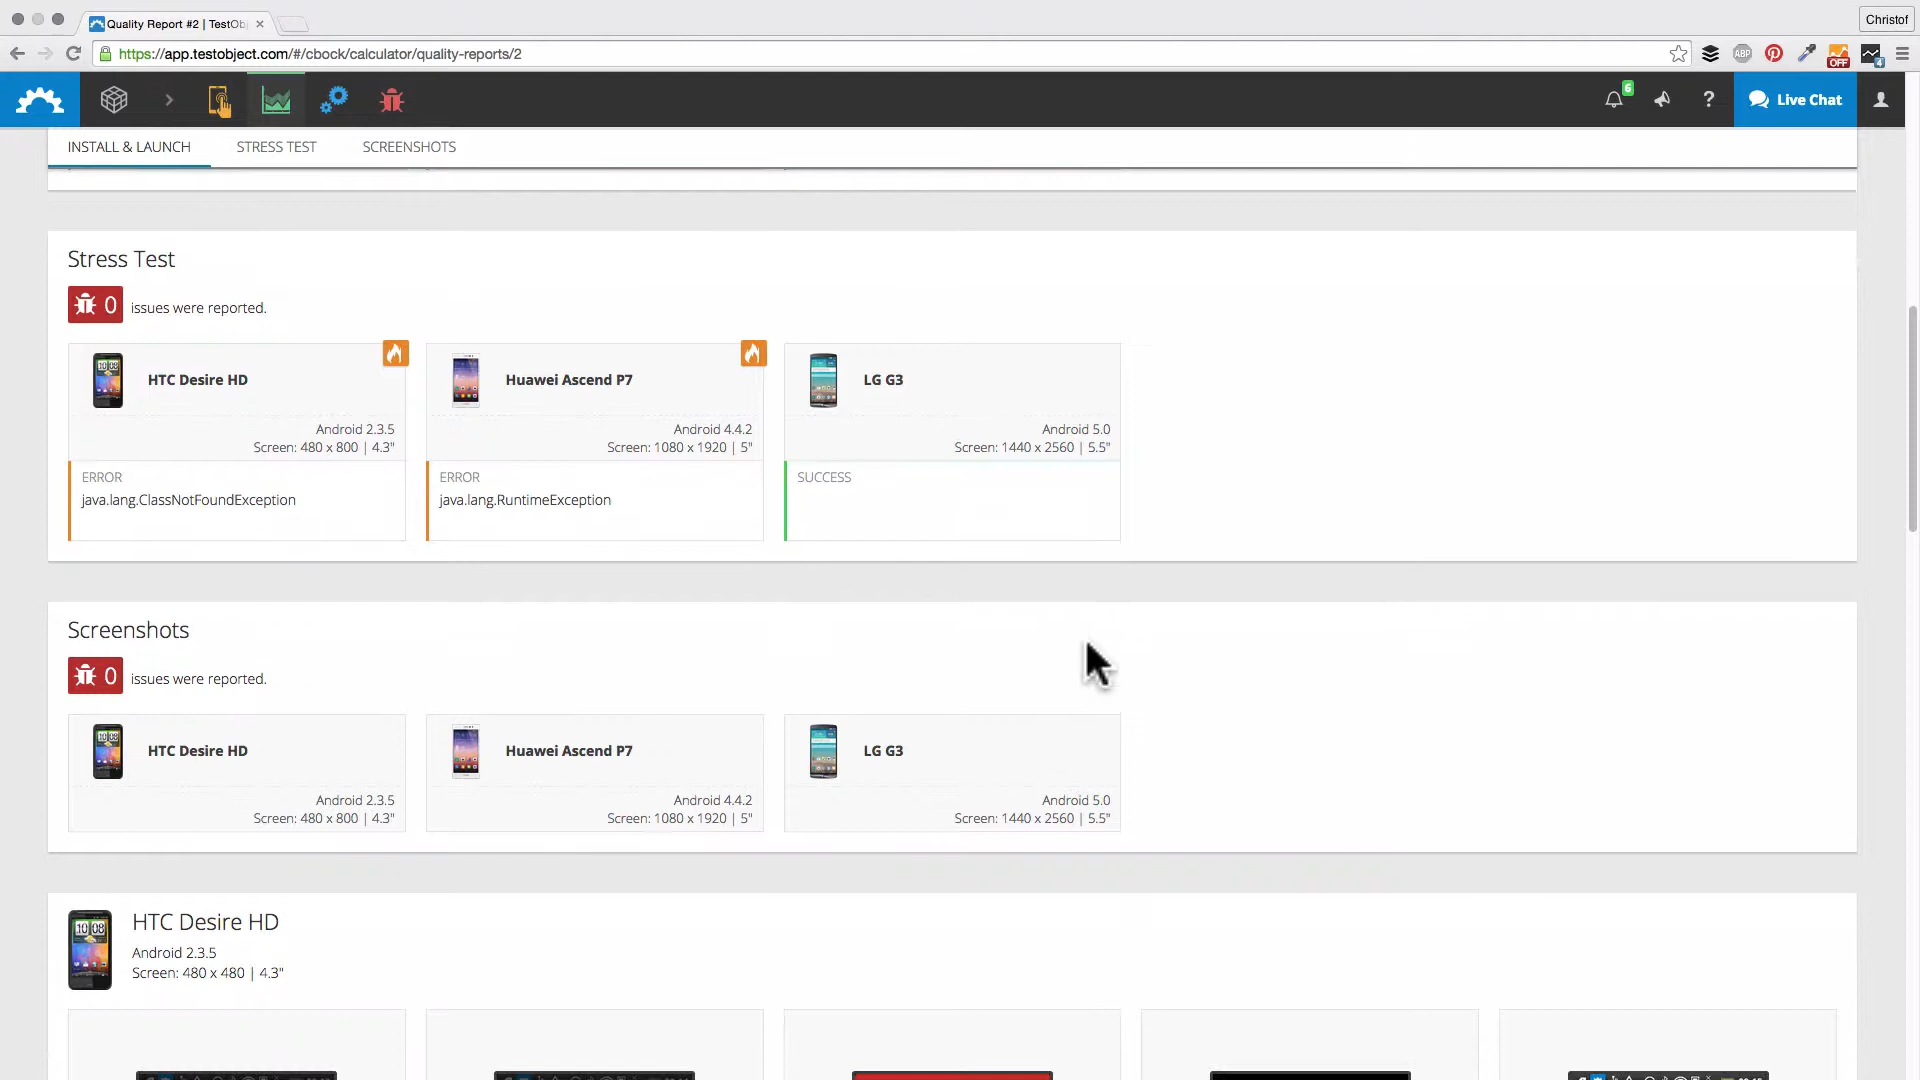 Quality Report #2 | TestOb
Christof
https://app.testobject.com/#/cbock/calculator/quality-reports/2
ABP
OFF
4
6
?
Live Chat
INSTALL & LAUNCH
STRESS TEST
SCREENSHOTS
Stress Test
0 issues were reported.
HTC Desire HD
Android 2.3.5
Screen: 480 x 800 | 4.3"
ERROR
java.lang.ClassNotFoundException
Huawei Ascend P7
Android 4.4.2
Screen: 1080 x 1920 | 5"
ERROR
java.lang.RuntimeException
LG G3
Android 5.0
Screen: 1440 x 2560 | 5.5"
SUCCESS
Screenshots
0 issues were reported.
HTC Desire HD
Android 2.3.5
Screen: 480 x 800 | 4.3"
Huawei Ascend P7
Android 4.4.2
Screen: 1080 x 1920 | 5"
LG G3
Android 5.0
Screen: 1440 x 2560 | 5.5"
HTC Desire HD
Android 2.3.5
Screen: 480 x 480 | 4.3"